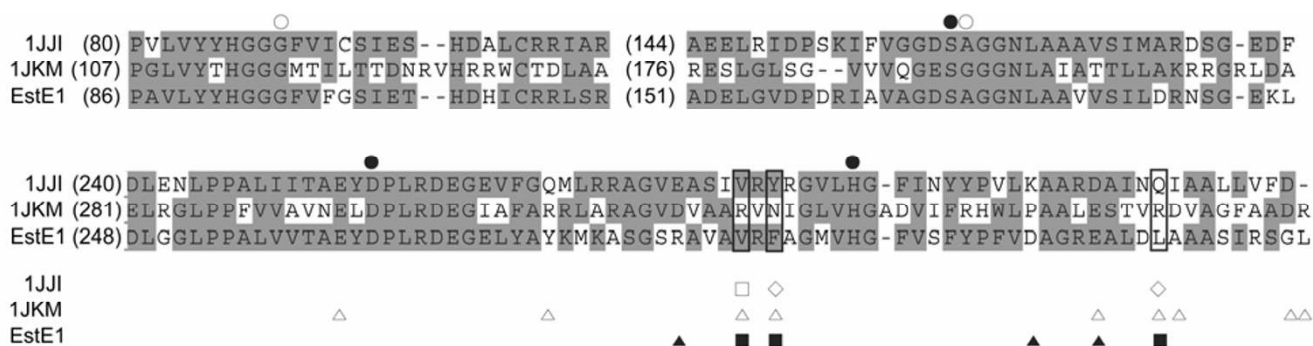 1JJI (80) PVLVYYHGGGFVICSIES--HDALCRRIAR (144) AEELRIDPSKIFVGGDSAGGNLAAAVSIMARDSG-EDF
1JKM (107) PGLVYTHGGGMTILTTDNRVHRRWCTDLAA (176) RESLGLSG--VVVQGESGGGNLAIATTLLAKRRGRLDA
EstE1 (86) PAVLYYHGGGFVFGSIET--HDHICRRLSR (151) ADELGVDPDRIAVAGDSAGGNLAAVVSILDRNSG-EKL
1JJI (240) DLENLPPALIITAEYDPLRDEGEVFGQMLRRAGVEASIVRYRGVLHG-FINYYPVLKAARDAINQIAALLVFD-
1JKM (281) ELRGLPPFVVAVNELDPLRDEGIAFARRLARAGVDVAARVNIGLVHGADVIFRHWLPAALESTVRDVAGFAADR
EstE1 (248) DLGGLPPALVVTAEYDPLRDEGELYAYKMKASGSRAVAVRFAGMVHG-FVSFYPFVDAGREALDLAAASIRSGL
1JJI
1JKM
EstE1